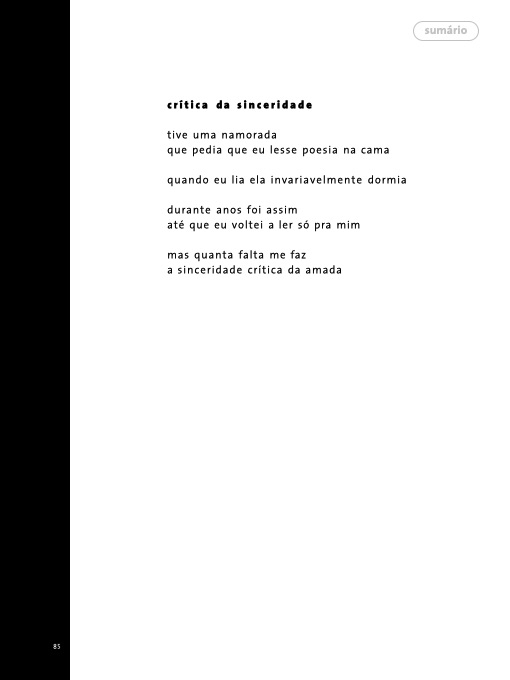 sumário
crítica da sinceridade
tive uma namorada
que pedia que eu lesse poesia na cama
quando eu lia ela invariavelmente dormia
durante anos foi assim
até que eu voltei a ler só pra mim
mas quanta falta me faz
a sinceridade crítica da amada
85